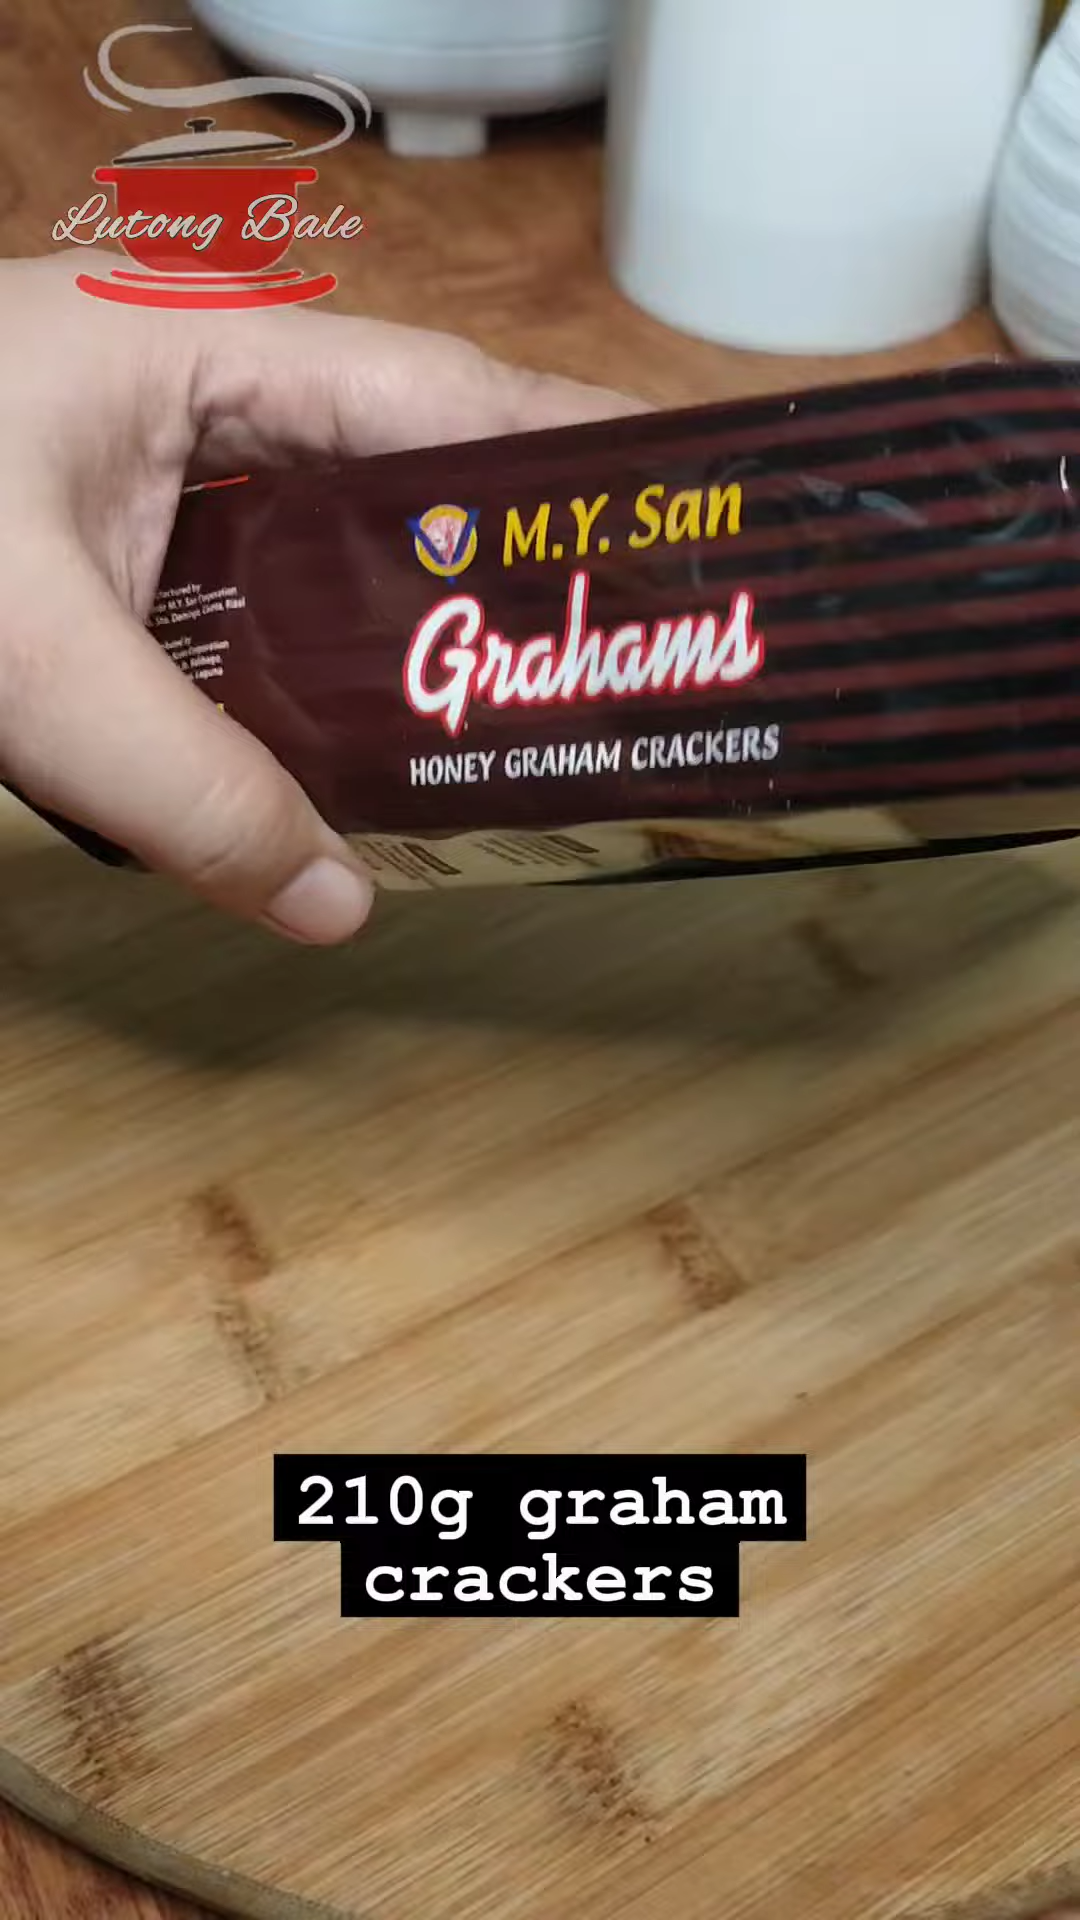 Lutong Bale
M.Y. San
Grahams
HONEY GRAHAM CRACKERS
210g graham
crackers